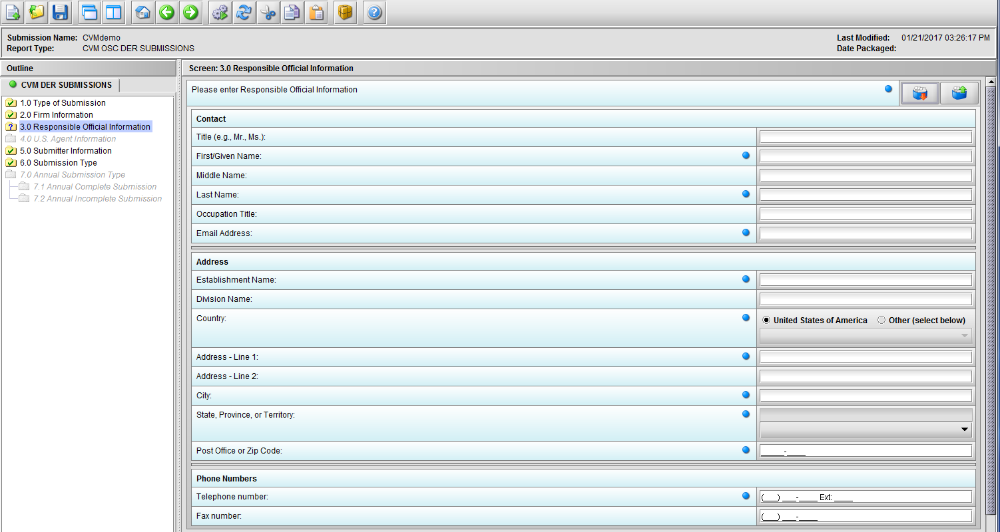 Submission Name: CVMdemo
Last Modified: 01/21/2017 03:26:17 PM
Report Type: CVM OSC DER SUBMISSIONS
Date Packaged:
Outline
CVM DER SUBMISSIONS
1.0 Type of Submission
2.0 Firm Information
3.0 Responsible Official Information
4.0 U.S. Agent Information
5.0 Submitter Information
6.0 Submission Type
7.0 Annual Submission Type
7.1 Annual Complete Submission
7.2 Annual Incomplete Submission
Screen: 3.0 Responsible Official Information
Please enter Responsible Official Information
Contact
Title (e.g., Mr., Ms.):
First/Given Name:
Middle Name:
Last Name:
Occupation Title:
Email Address:
Address
Establishment Name:
Division Name:
Country:
United States of America Other (select below)
Address - Line 1:
Address - Line 2:
City:
State, Province, or Territory:
Post Office or Zip Code: _____-____
Phone Numbers
Telephone number: (___) ___-____ Ext: ____
Fax number: (___) ___-____